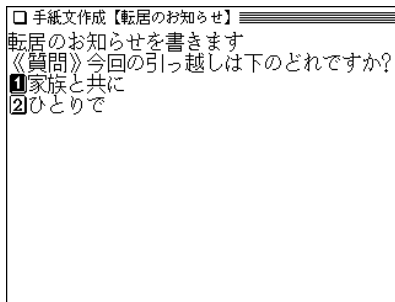 □ 手紙文作成【転居のお知らせ】
転居のお知らせを書きます
《質問》今回の引っ越しは下のどれですか?
1家族と共に
2ひとりで